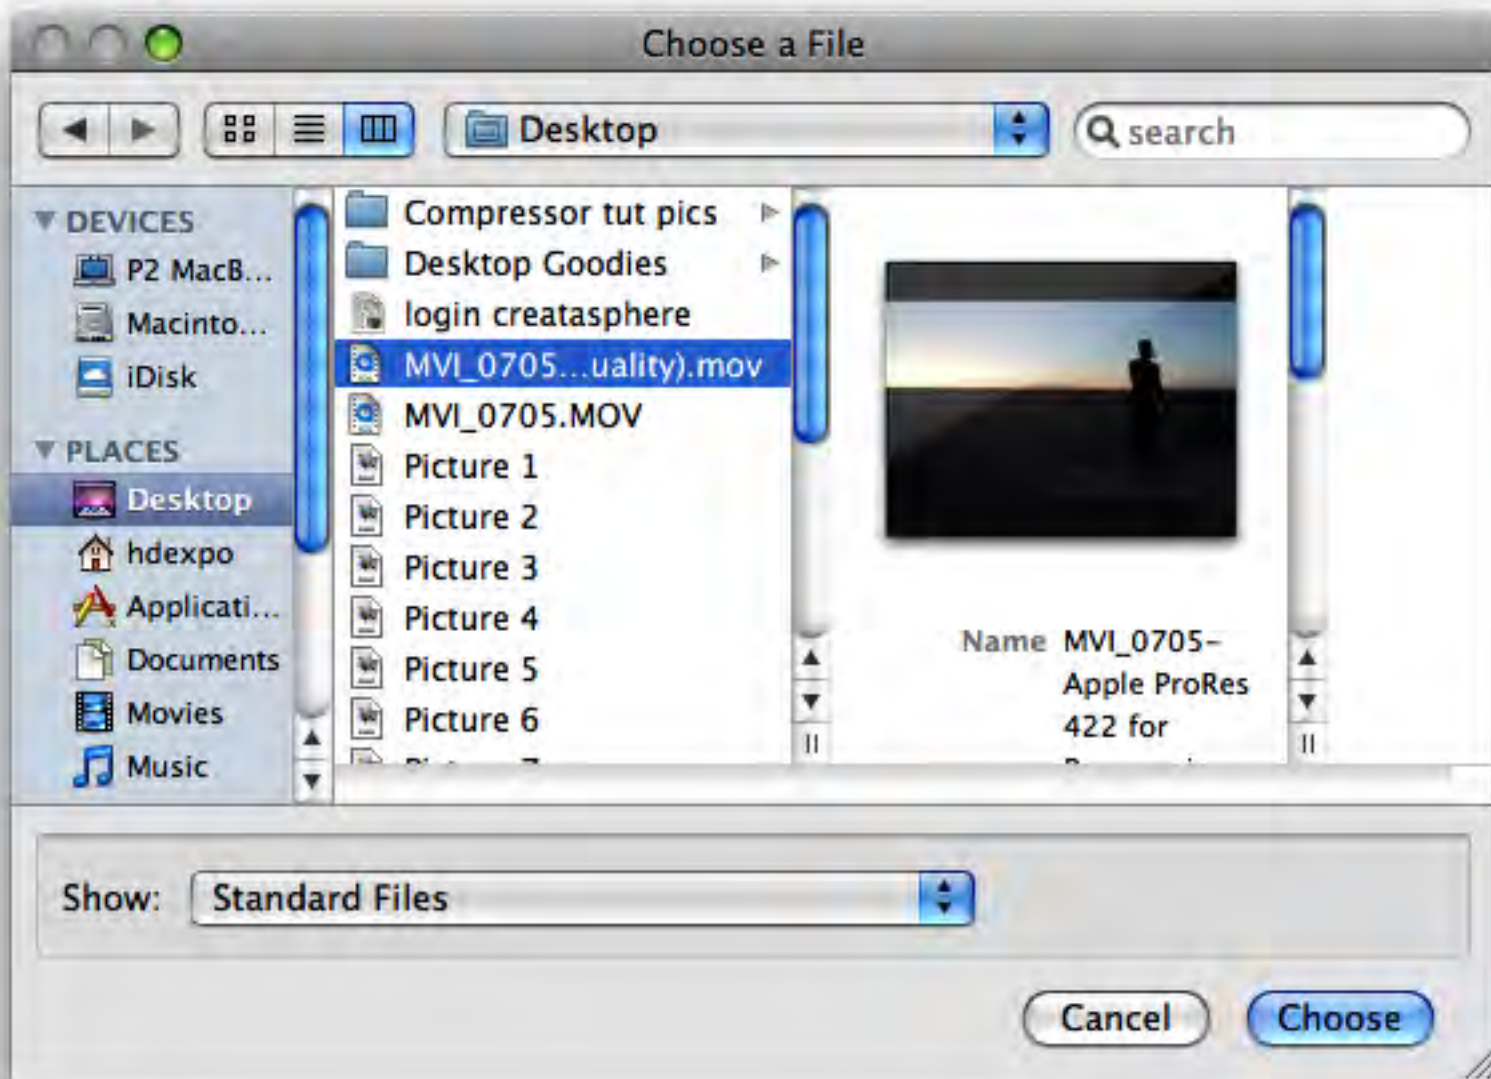 Choose a File
Desktop
search
DEVICES
P2 MacB...
Macinto...
iDisk
PLACES
Desktop
hdexpo
Applicati...
Documents
Movies
Music
Compressor tut pics
Desktop Goodies
login creatasphere
MVI_0705...uality).mov
MVI_0705.MOV
Picture 1
Picture 2
Picture 3
Picture 4
Picture 5
Picture 6
Name MVI_0705-
Apple ProRes
422 for
Show: Standard Files
Cancel
Choose